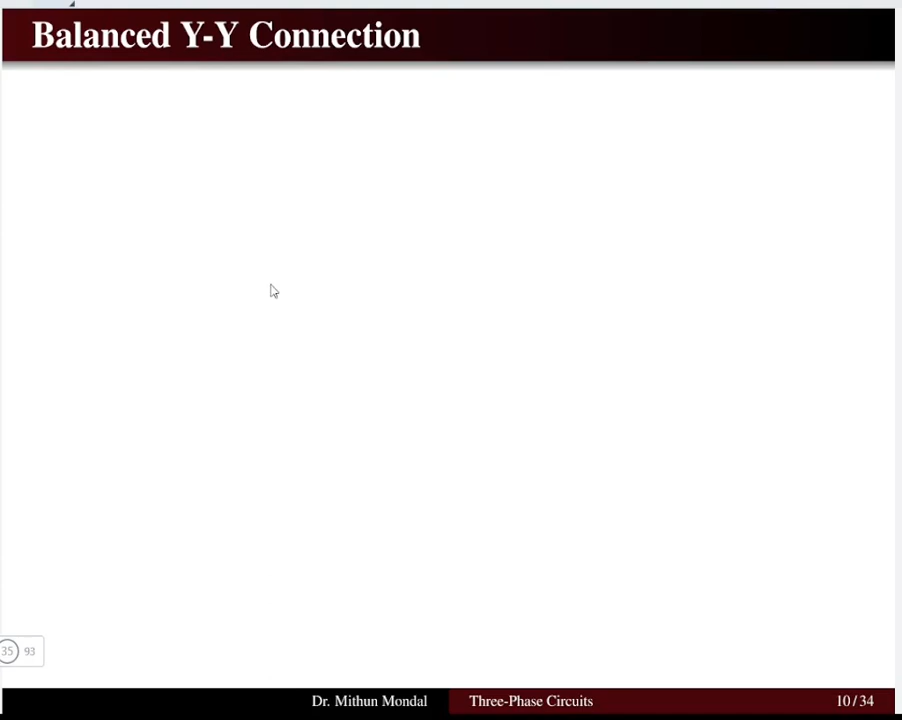 Balanced Y-Y Connection
35 93
Dr. Mithun Mondal Three-Phase Circuits 10/34